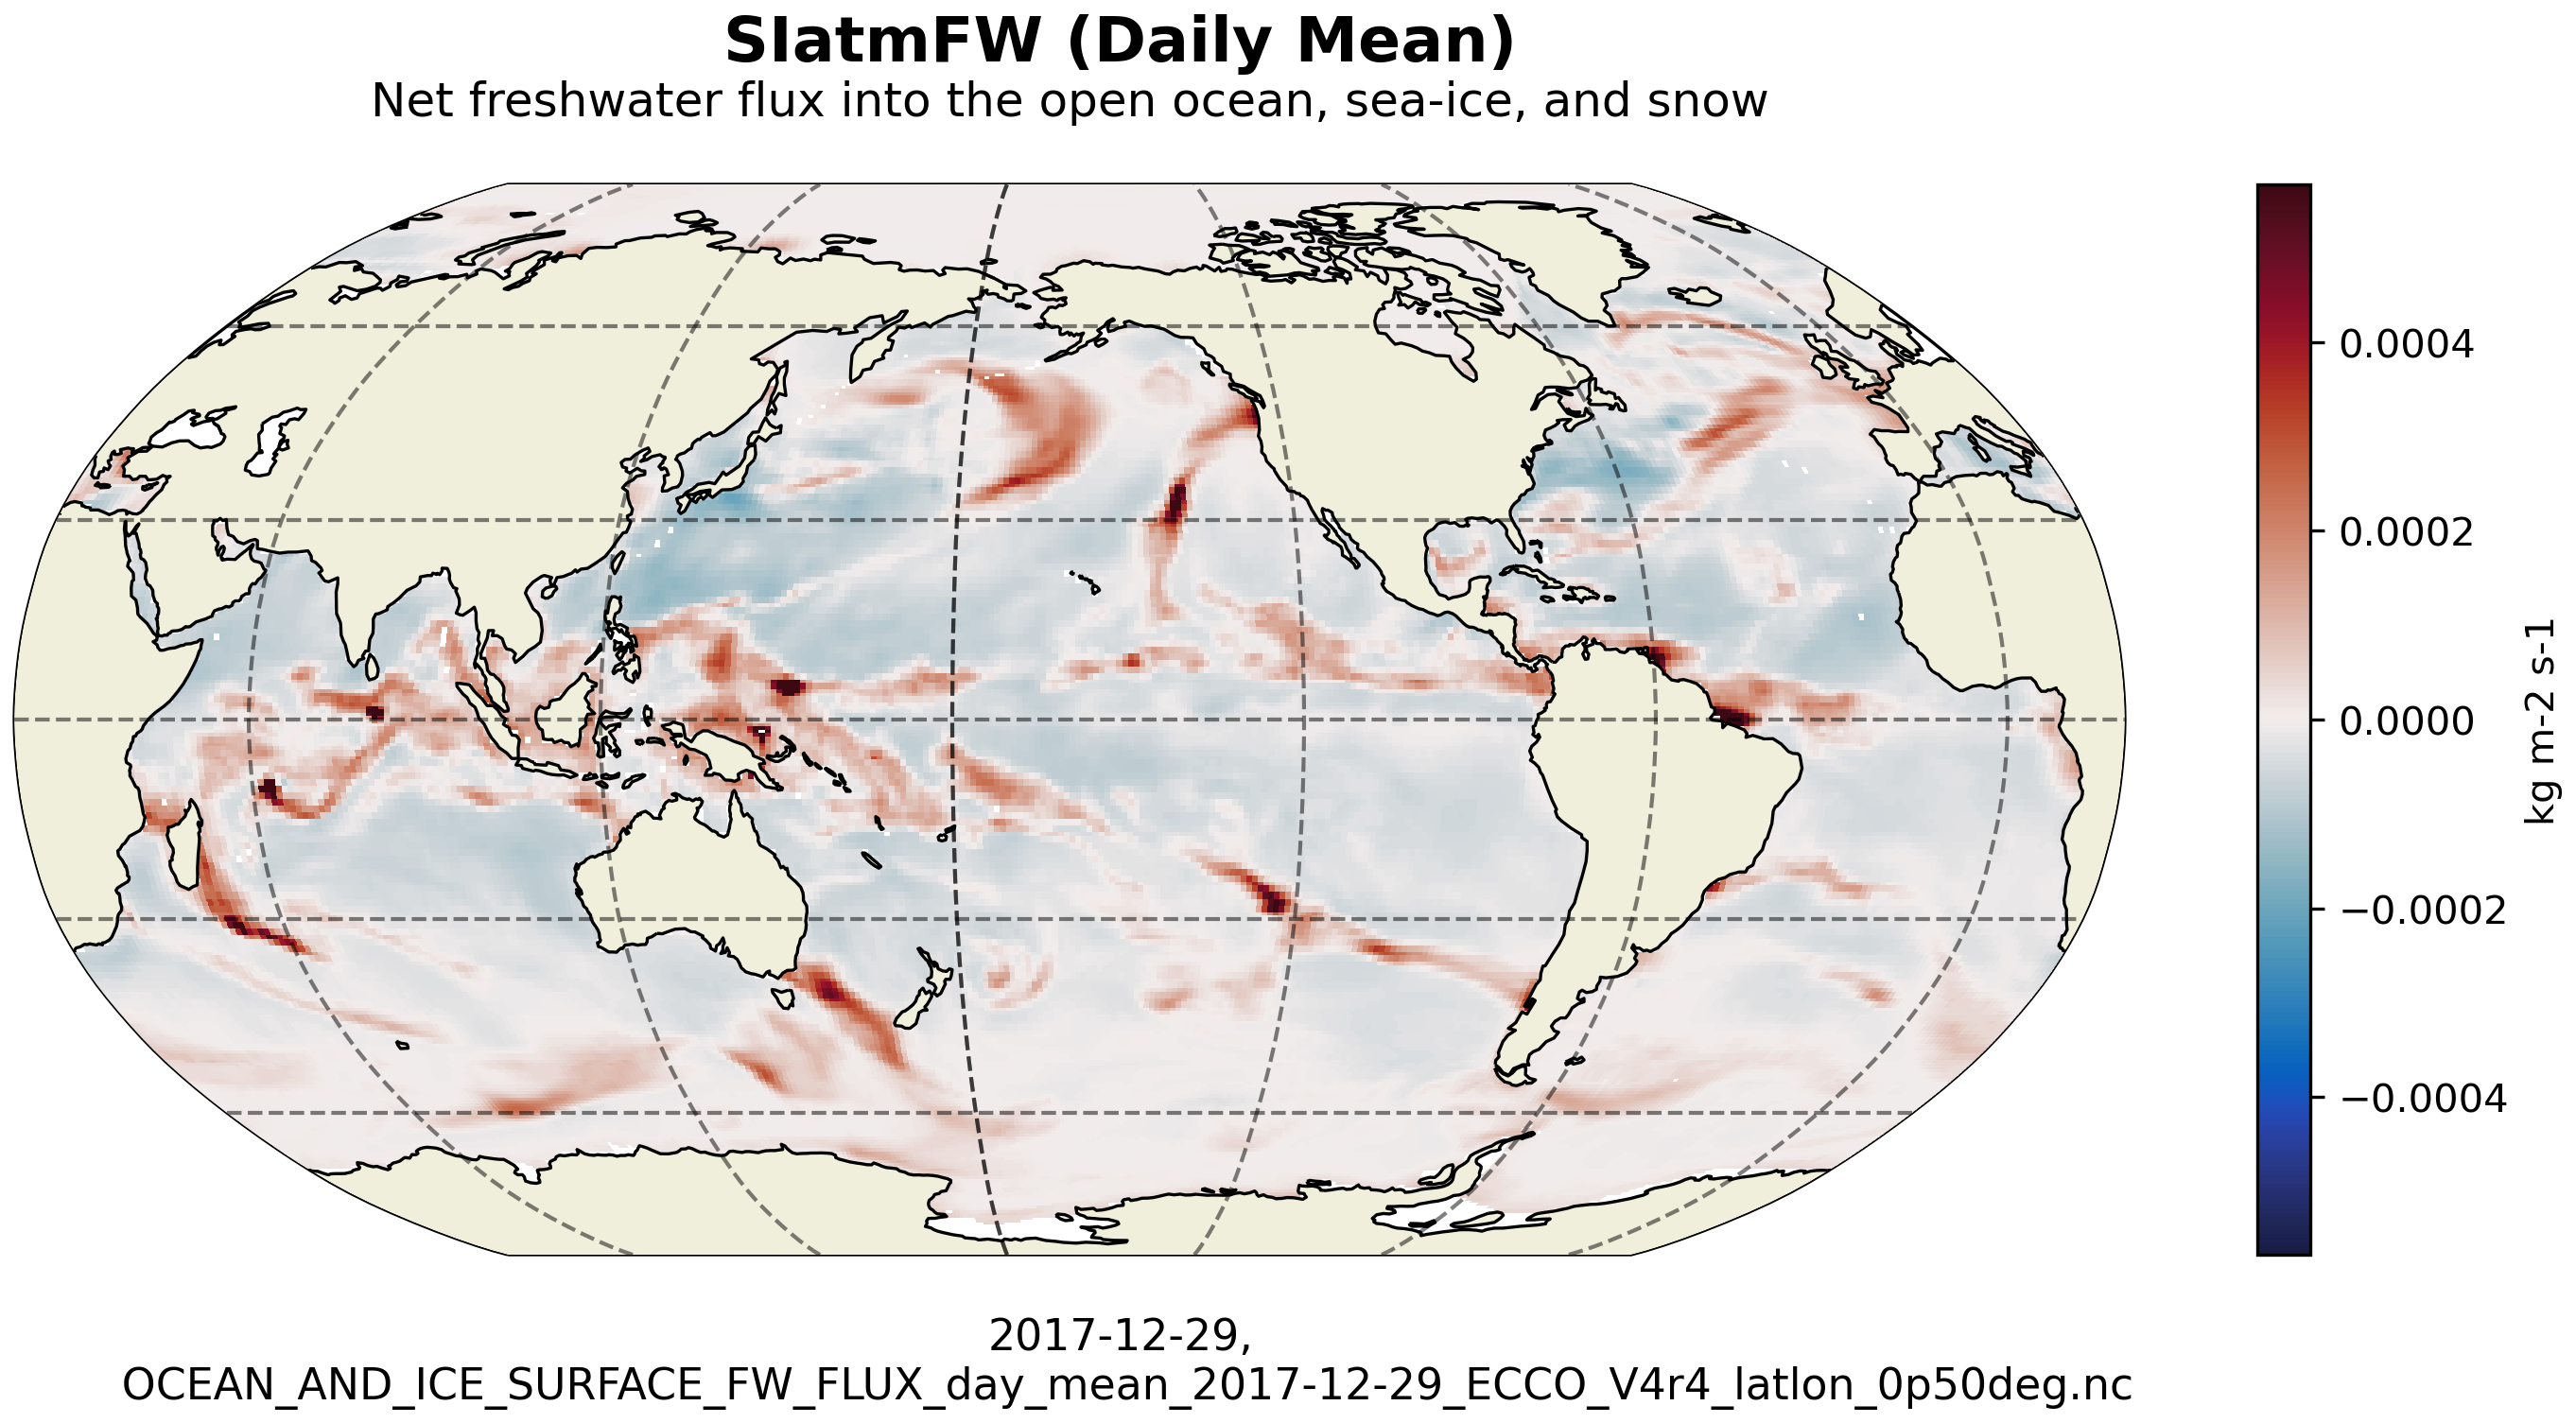 SIatmFW (Daily Mean)
Net freshwater flux into the open ocean, sea-ice, and snow
0.0004
0.0002
0.0000
−0.0002
−0.0004
kg m-2 s-1
2017-12-29,
OCEAN_AND_ICE_SURFACE_FW_FLUX_day_mean_2017-12-29_ECCO_V4r4_latlon_0p50deg.nc